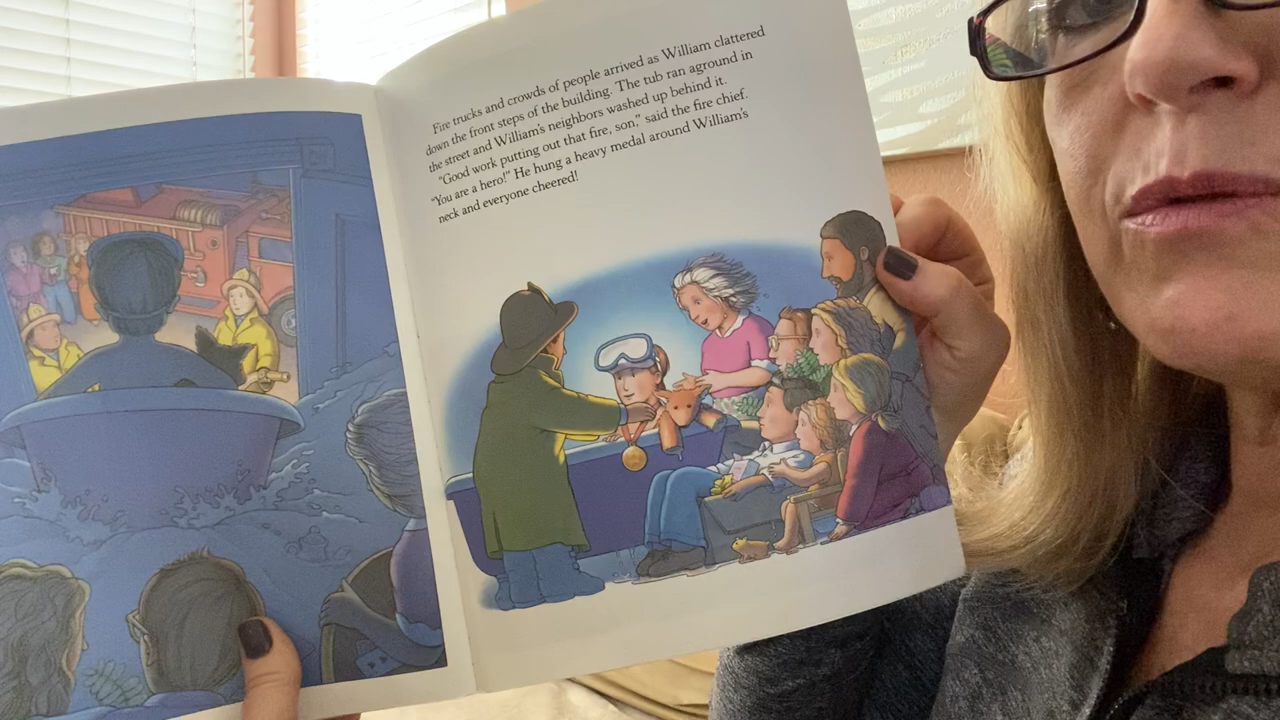 Fire trucks and crowds of people arrived as William clattered
down the front steps of the building. The tub ran aground in
the street and William's neighbors washed up behind it.
"Good work putting out that fire, son," said the fire chief.
"You are a hero!" He hung a heavy medal around William's
neck and everyone cheered!